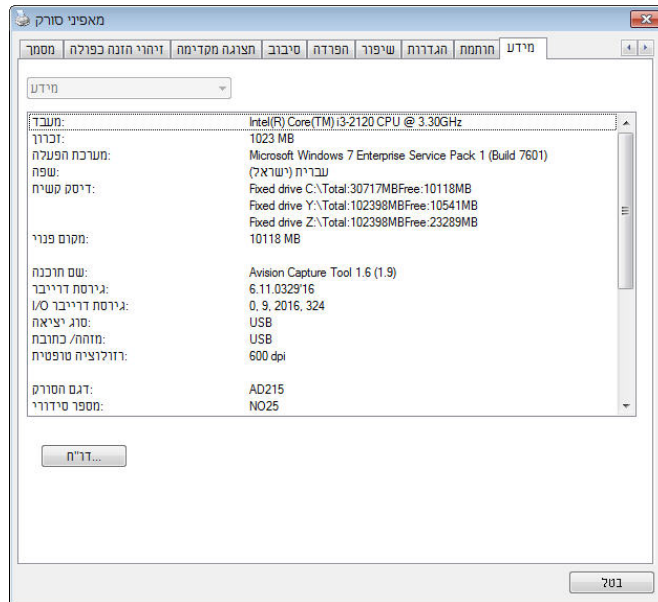 מאפיני סורק
מסמך זיהוי הזנה כפולה תצוגה מקדימה סיבוב הפרדה שיפור הגדרות חותמת מידע
מידע
מעבד: Intel(R) Core(TM) i3-2120 CPU @ 3.30GHz
זכרון: 1023 MB
מערכת הפעלה: Microsoft Windows 7 Enterprise Service Pack 1 (Build 7601)
שפה: עברית (ישראל)
דיסק קשיח: Fixed drive C:\Total:30717MBFree:10118MB
Fixed drive Y:\Total:102398MBFree:10541MB
Fixed drive Z:\Total:102398MBFree:23289MB
מקום פנוי: 10118 MB
שם תוכנה: Avision Capture Tool 1.6 (1.9)
גירסת דרייבר: 6.11.0329'16
גירסת דרייבר I/O: 0, 9, 2016, 324
סוג יציאה: USB
מזהה/ כתובת: USB
רזולוציה טופטית: 600 dpi
דגם הסורק: AD215
מספר סידורי: NO25
דו"ח...
בטל